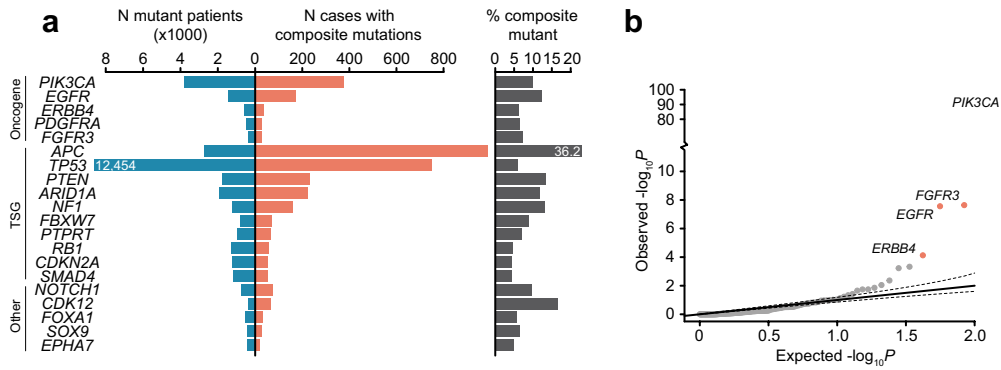 a
N mutant patients
(x1000)
N cases with
composite mutations
% composite
mutant
8 6 4 2 0 200 400 600 800
0 5 10 15 20
Oncogene
PIK3CA
EGFR
ERBB4
PDGFRA
FGFR3
TSG
APC 36.2
TP53 12,454
PTEN
ARID1A
NF1
FBXW7
PTPRT
RB1
CDKN2A
SMAD4
Other
NOTCH1
CDK12
FOXA1
SOX9
EPHA7
b
Observed -log10P
100
90
80
8
6
4
2
0
PIK3CA
FGFR3
EGFR
ERBB4
0 0.5 1.0 1.5 2.0
Expected -log10P